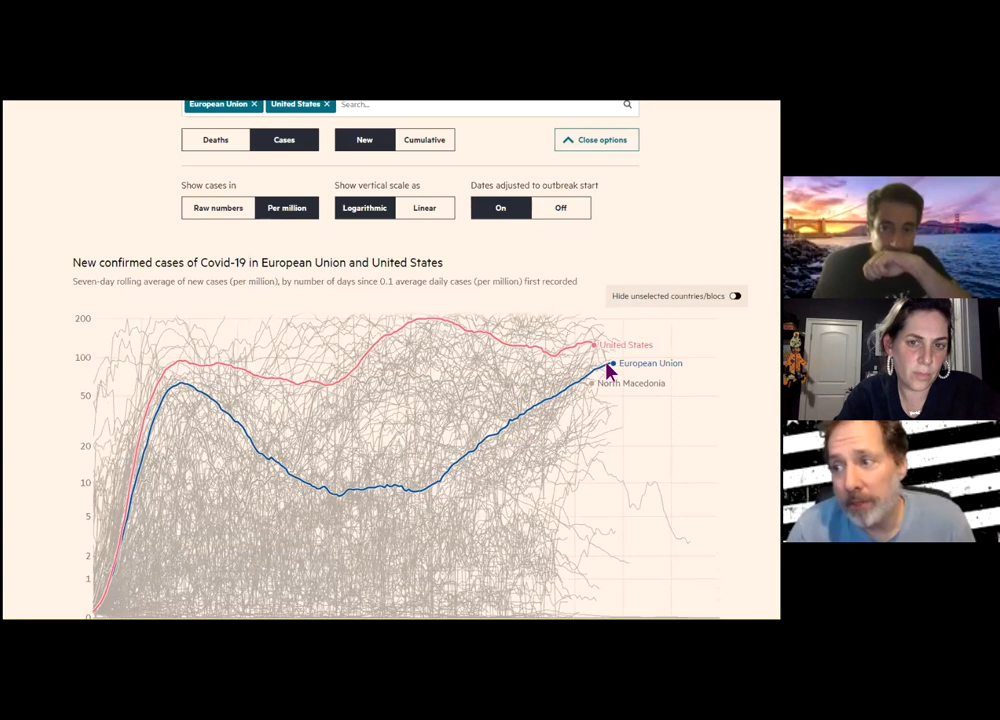 European Union × United States × Search...
Deaths Cases New Cumulative Close options
Show cases in Show vertical scale as Dates adjusted to outbreak start
Raw numbers Per million Logarithmic Linear On Off
New confirmed cases of Covid-19 in European Union and United States
Seven-day rolling average of new cases (per million), by number of days since 0.1 average daily cases (per million) first recorded
Hide unselected countries/blocs
200
United States
100
European Union
North Macedonia
50
20
10
5
2
1
0